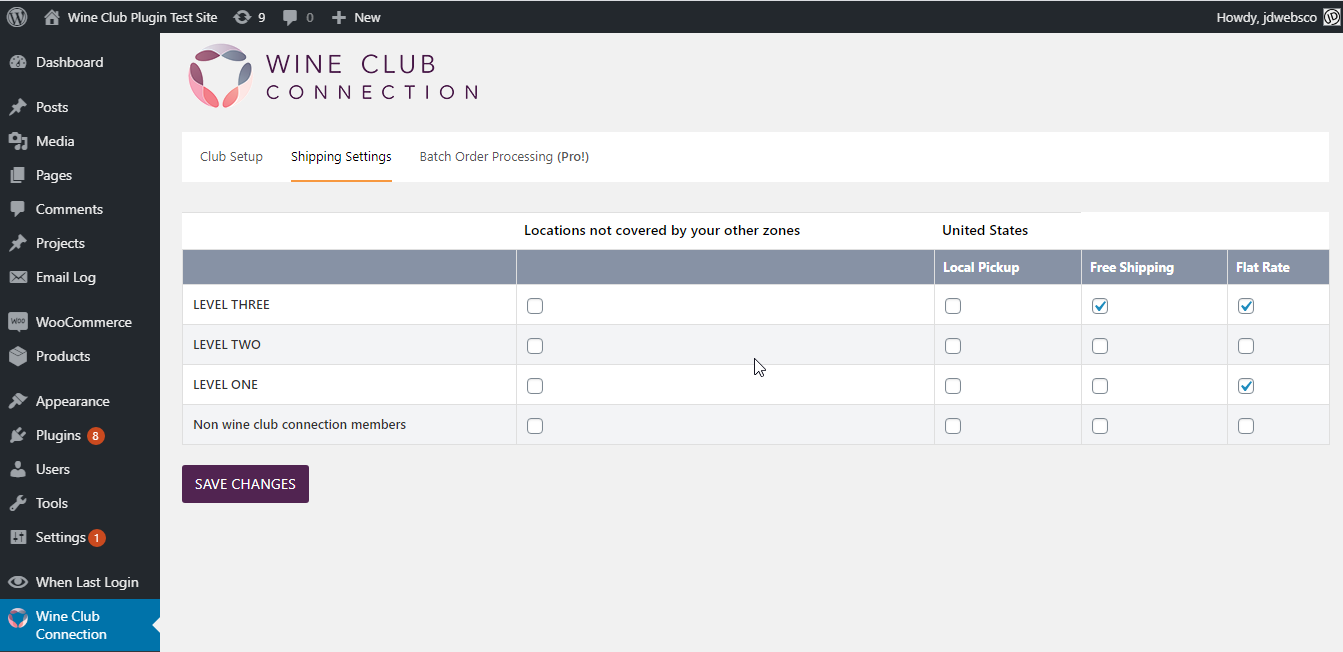 Wine Club Plugin Test Site 9 0 New Howdy, jdwebsco
Dashboard
Posts
Media
Pages
Comments
Projects
Email Log
WooCommerce
Products
Appearance
Plugins 8
Users
Tools
Settings 1
When Last Login
Wine Club
Connection
WINE CLUB
CONNECTION
Club Setup Shipping Settings Batch Order Processing (Pro!)
Locations not covered by your other zones United States
Local Pickup Free Shipping Flat Rate
LEVEL THREE
LEVEL TWO
LEVEL ONE
Non wine club connection members
SAVE CHANGES